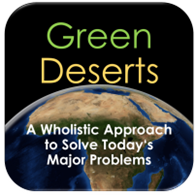 Green
Deserts
A Wholistic Approach
to Solve Today's
Major Problems